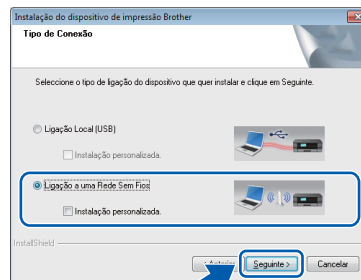 Instalação do dispositivo de impressão Brother
Tipo de Conexão
Seleccione o tipo de ligação do dispositivo que quer instalar e clique em Seguinte.
Ligação Local (USB)
Instalação personalizada.
Ligação a uma Rede Sem Fios
Instalação personalizada.
InstallShield
Seguinte >
Cancelar